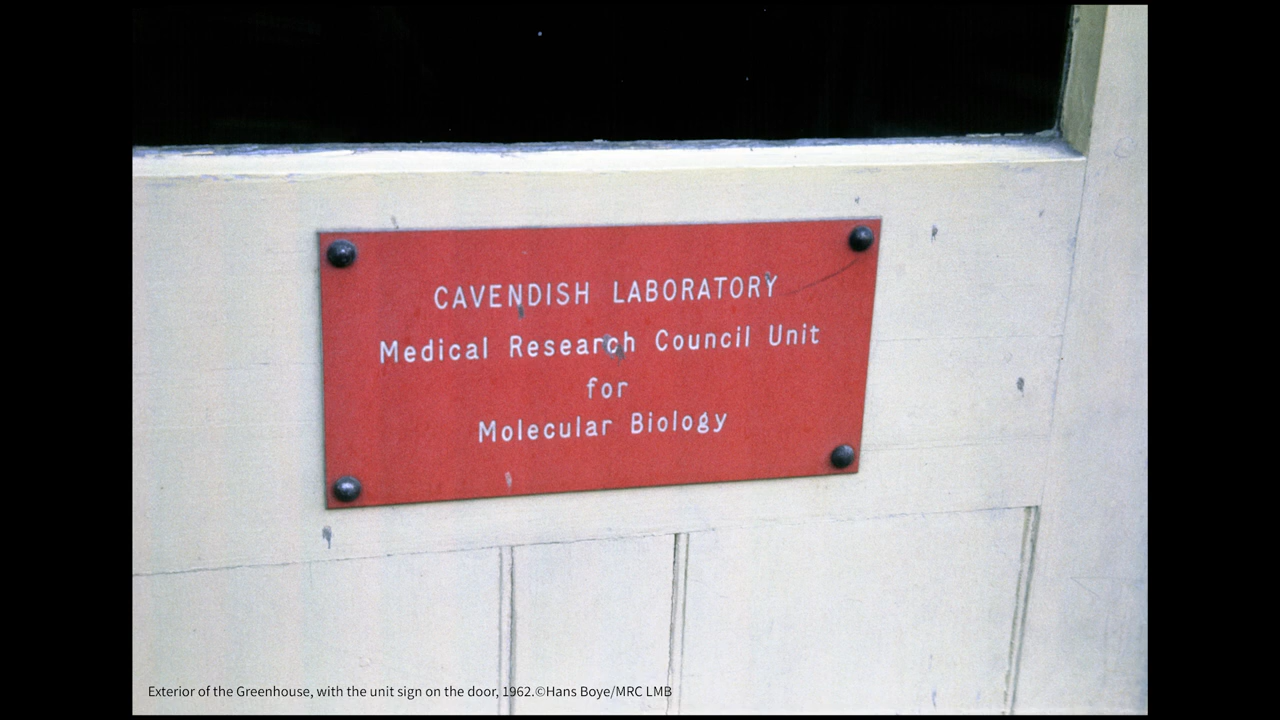 CAVENDISH LABORATORY
Medical Research Council Unit
for
Molecular Biology
Exterior of the Greenhouse, with the unit sign on the door, 1962.©Hans Boye/MRC LMB